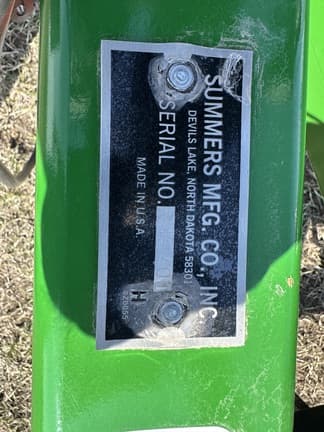 SUMMERS MFG. CO., INC.
DEVILS LAKE, NORTH DAKOTA 5830
SERIAL NO.
MADE IN U.S.A.